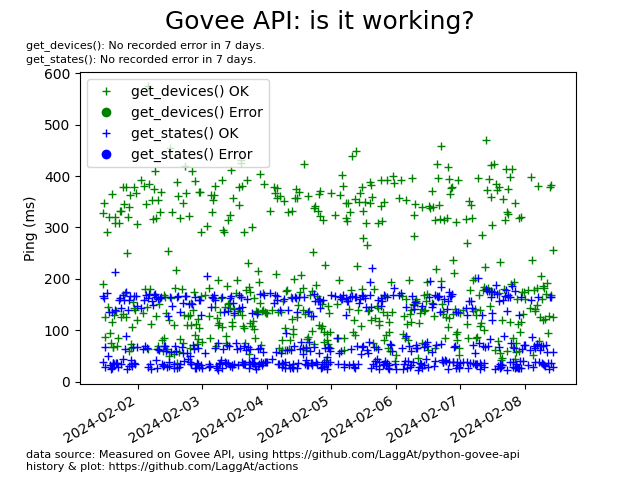 Govee API: is it working?
get_devices(): No recorded error in 7 days.
get_states(): No recorded error in 7 days.
600
500
400
300
200
100
0
Ping (ms)
get_devices() OK
get_devices() Error
get_states() OK
get_states() Error
2024-02-02
2024-02-03
2024-02-04
2024-02-05
2024-02-06
2024-02-07
2024-02-08
data source: Measured on Govee API, using https://github.com/LaggAt/python-govee-api
history & plot: https://github.com/LaggAt/actions